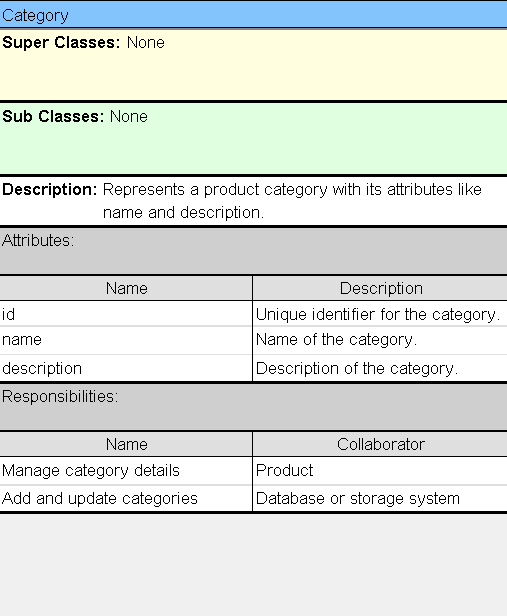 Category
Super Classes: None
Sub Classes: None
Description: Represents a product category with its attributes like
name and description.
Attributes:
Name Description
id Unique identifier for the category.
name Name of the category.
description Description of the category.
Responsibilities:
Name Collaborator
Manage category details Product
Add and update categories Database or storage system